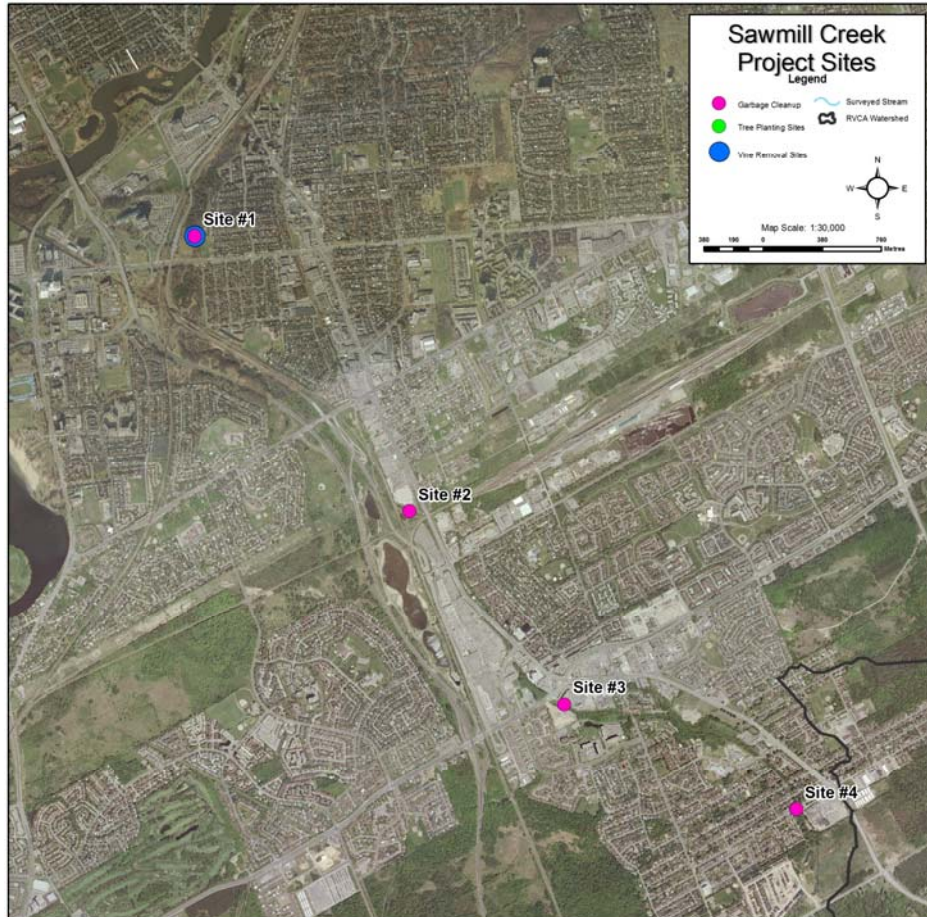 Sawmill Creek
Project Sites
Legend
Garbage Cleanup
Surveyed Stream
Tree Planting Sites
RVCA Watershed
Vine Removal Sites
N
W E
S
Map Scale: 1:30,000
380 190 0 380 760
Metres
Site #1
Site #2
Site #3
Site #4